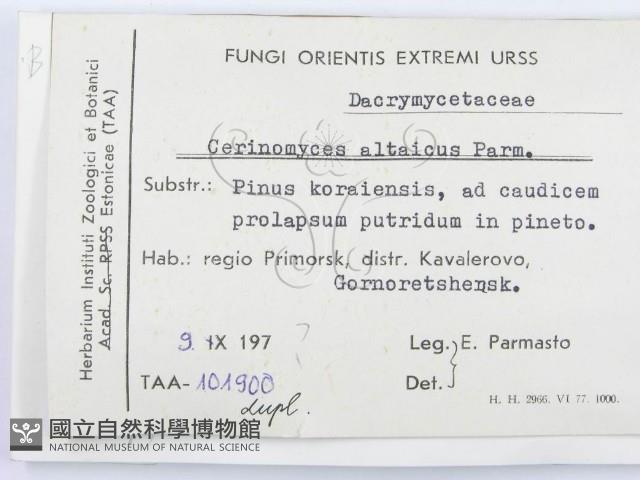 B
Herbarium Instituti Zoologici et Botanici
Acad. Sc. RPSS Estonicae (TAA)
FUNGI ORIENTIS EXTREMI URSS
Dacrymycetaceae
Cerinomyces altaicus Parm.
Substr.: Pinus koraiensis, ad caudicem
prolapsum putridum in pineto.
Hab.: regio Primorsk, distr. Kavalerovo,
Gornoretshensk.
9. IX 197 ?
Leg. E. Parmasto
TAA-101900
Det.
dupl.
H. H. 2966. VI 77. 1000.
國立自然科學博物館
NATIONAL MUSEUM OF NATURAL SCIENCE